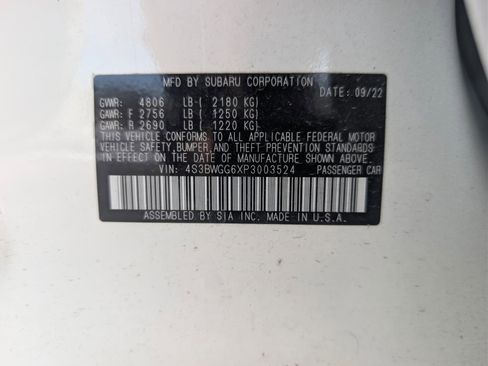 MFD BY SUBARU CORPORATION
DATE: 09/22
GVWR: 4806 LB ( 2180 KG)
GAWR: F 2756 LB ( 1250 KG)
GAWR: R 2690 LB ( 1220 KG)
THIS VEHICLE CONFORMS TO ALL APPLICABLE FEDERAL MOTOR
VEHICLE SAFETY, BUMPER, AND THEFT PREVENTION STANDARDS
IN EFFECT ON THE DATE OF MANUFACTURE SHOWN ABOVE.
VIN: 4S3BWGG6XP3003524 PASSENGER CAR
ASSEMBLED BY SIA INC. MADE IN U.S.A.